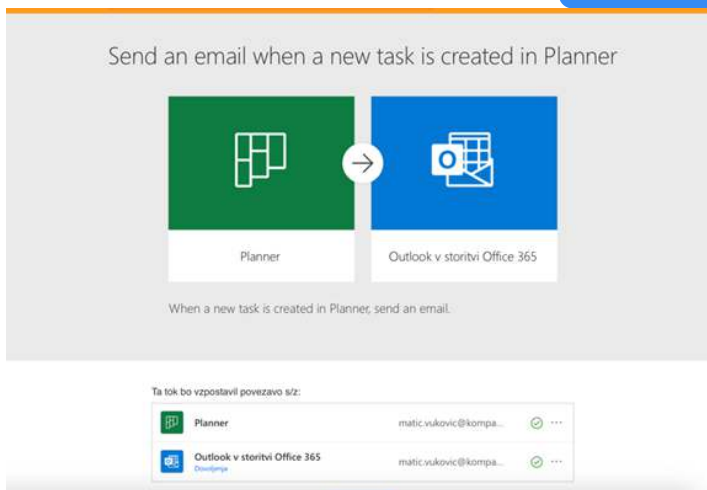 Send an email when a new task is created in Planner
Planner
Outlook v storitvi Office 365
When a new task is created in Planner, send an email.
Ta tok bo vzpostavil povezavo s/z:
Planner matic.vukovic@kompa...
Outlook v storitvi Office 365 matic.vukovic@kompa...
Dovoljenja